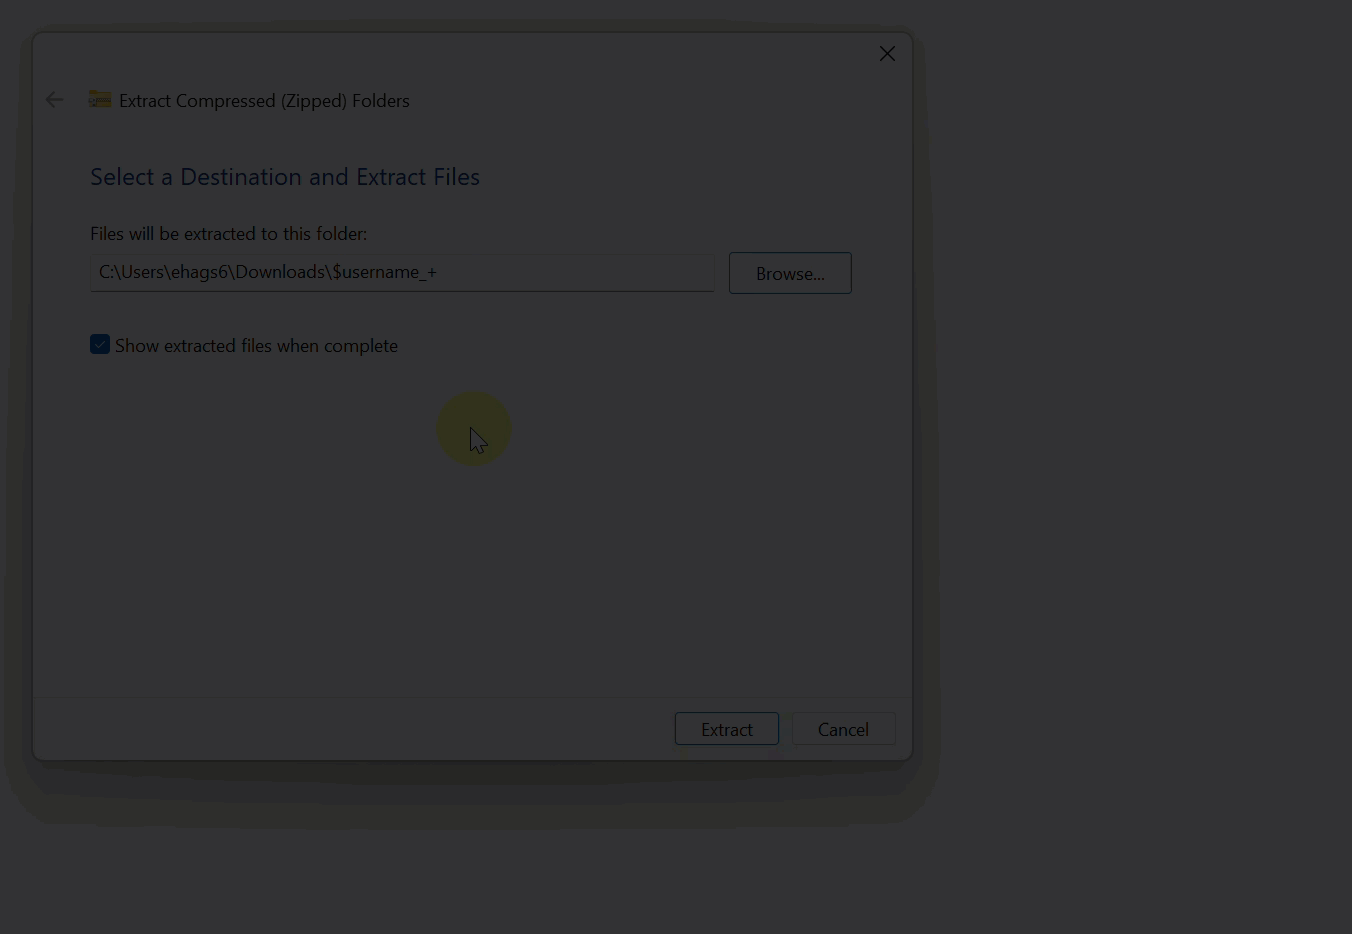 Extract Compressed (Zipped) Folders
Select a Destination and Extract Files
Files will be extracted to this folder:
C:\Users\ehags6\Downloads\$username_+
Browse...
Show extracted files when complete
Extract
Cancel